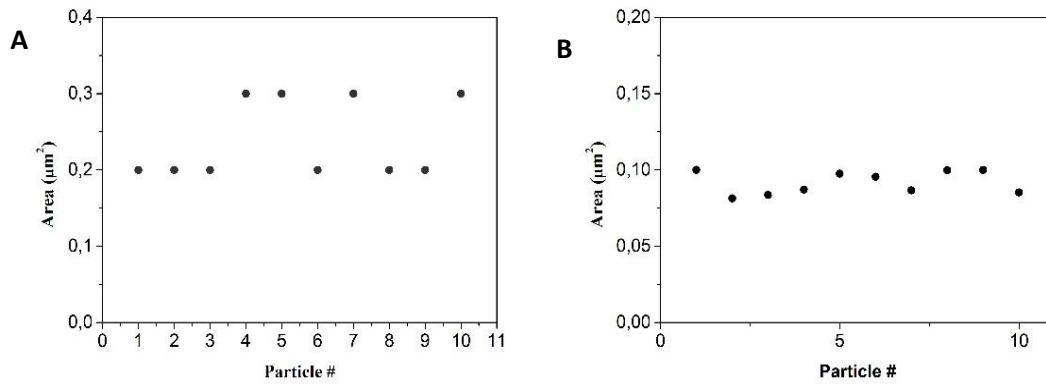 A
0,4
0,3
0,2
0,1
0,0
Area (μm²)
0 1 2 3 4 5 6 7 8 9 10 11
Particle #
B
0,20
0,15
0,10
0,05
0,00
Area (μm²)
0 5 10
Particle #